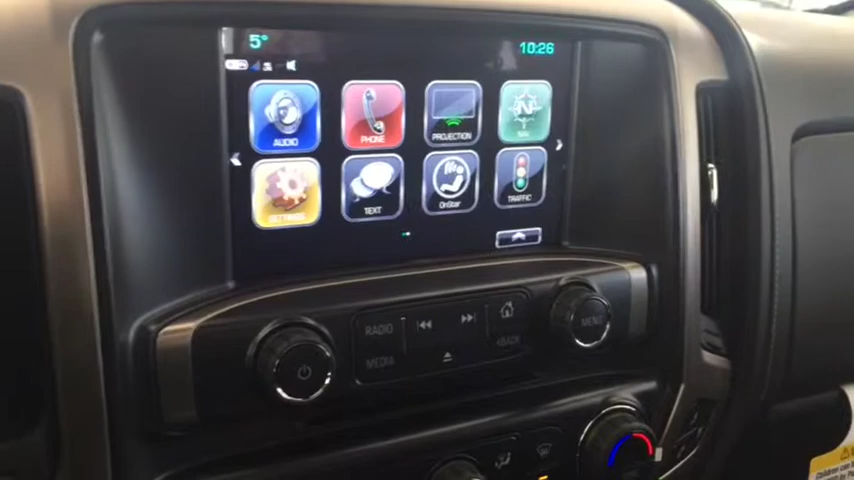 5° 10:26
AUDIO PHONE PROJECTION NAV
SETTINGS TEXT OnStar TRAFFIC
RADIO
MEDIA
BACK
MENU